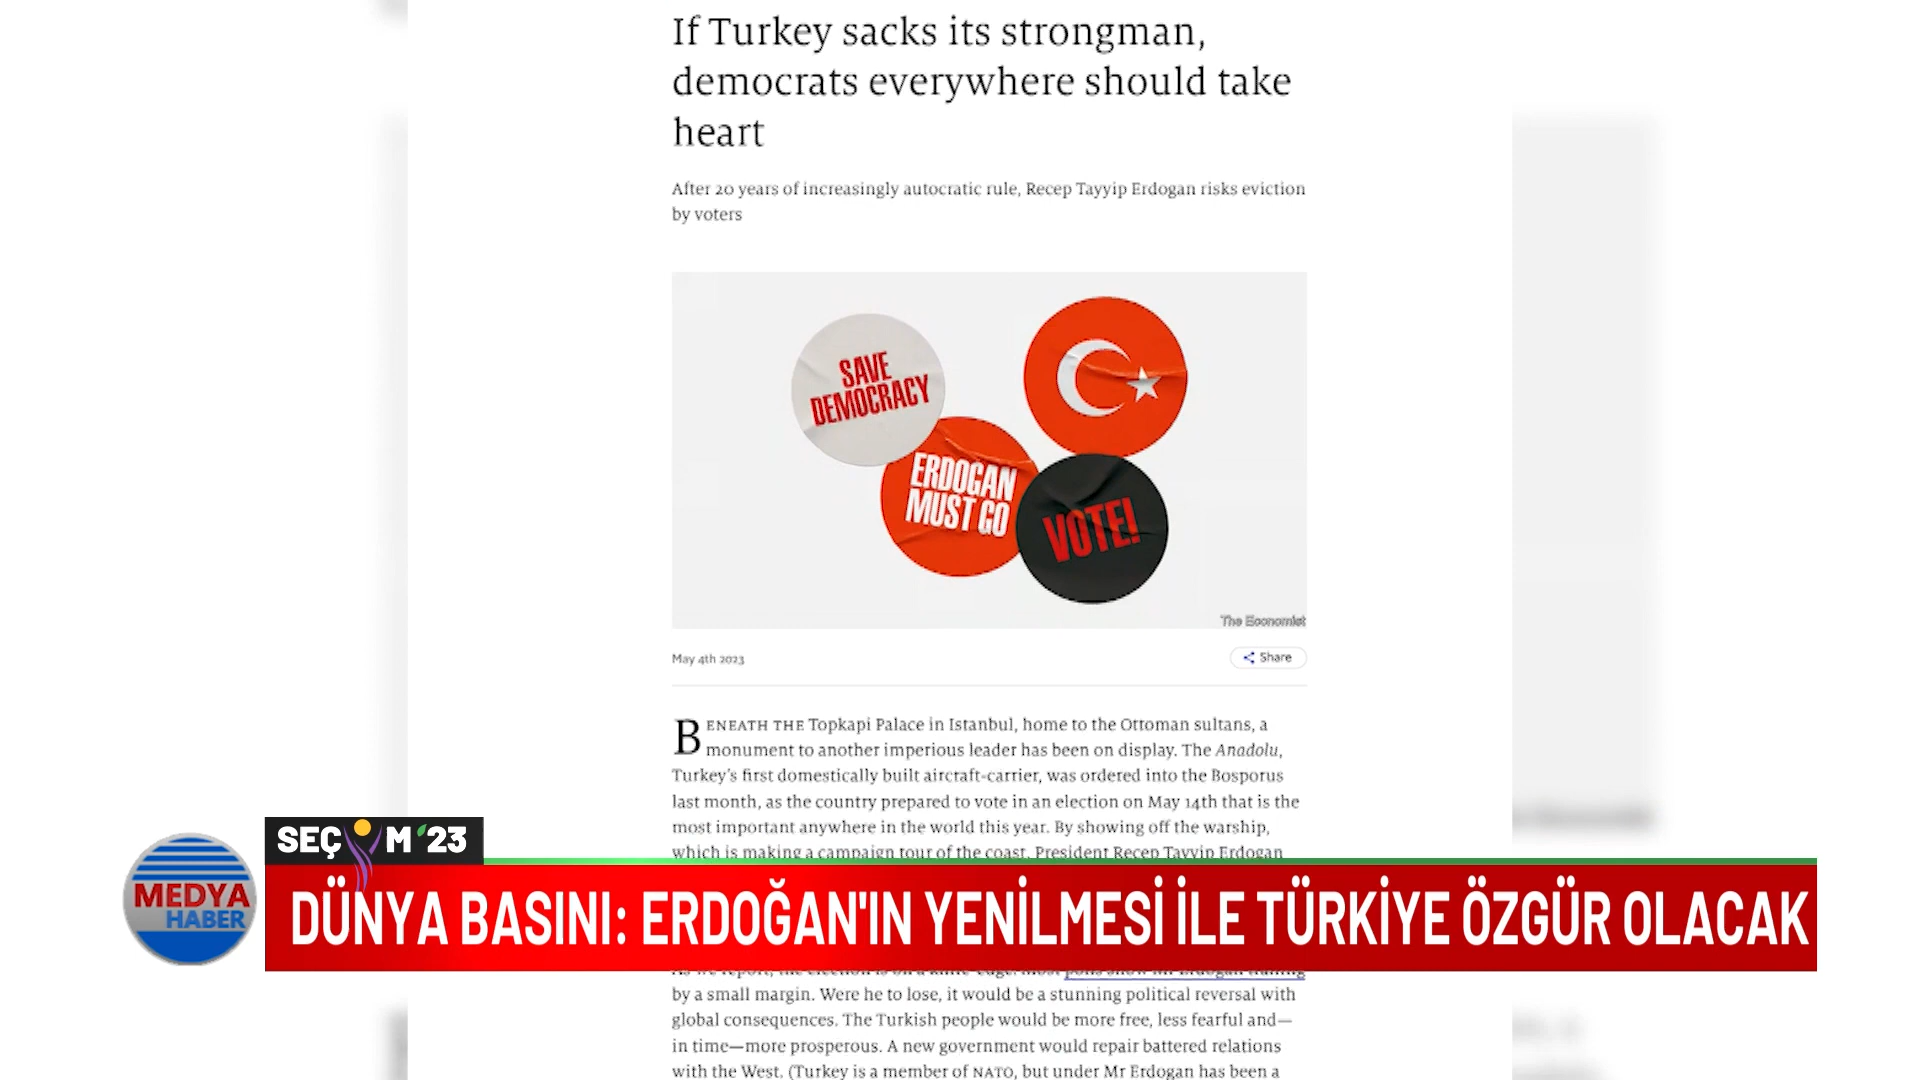 If Turkey sacks its strongman,
democrats everywhere should take
heart
After 20 years of increasingly autocratic rule, Recep Tayyip Erdogan risks eviction
by voters
SAVE
DEMOCRACY
ERDOGAN
MUST GO
VOTE!
The Economist
May 4th 2023
Share
BENEATH THE Topkapi Palace in Istanbul, home to the Ottoman sultans, a
monument to another imperious leader has been on display. The Anadolu,
Turkey's first domestically built aircraft-carrier, was ordered into the Bosporus
last month, as the country prepared to vote in an election on May 14th that is the
most important anywhere in the world this year. By showing off the warship,
which is making a campaign tour of the coast, President Recep Tayyip Erdogan
SEÇİM '23
MEDYA
HABER
DÜNYA BASINI: ERDOĞAN'IN YENİLMESİ İLE TÜRKİYE ÖZGÜR OLACAK
by a small margin. Were he to lose, it would be a stunning political reversal with
global consequences. The Turkish people would be more free, less fearful and—
in time—more prosperous. A new government would repair battered relations
with the West. (Turkey is a member of NATO, but under Mr Erdogan has been a